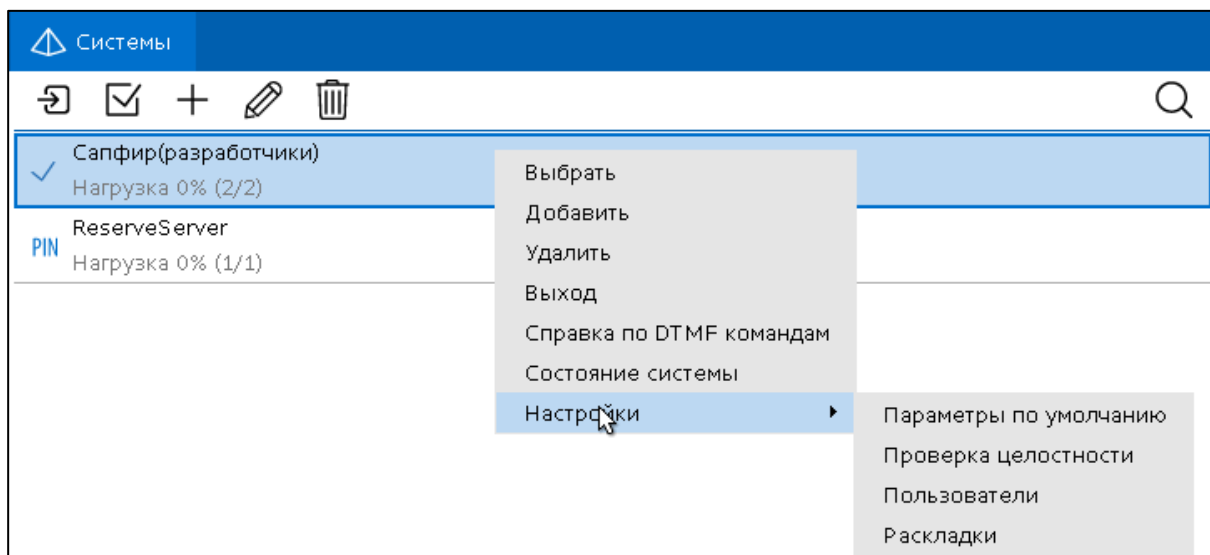 Системы
Сапфир(разработчики)
Нагрузка 0% (2/2)
PIN
ReserveServer
Нагрузка 0% (1/1)
Выбрать
Добавить
Удалить
Выход
Справка по DTMF командам
Состояние системы
Настройки
Параметры по умолчанию
Проверка целостности
Пользователи
Раскладки